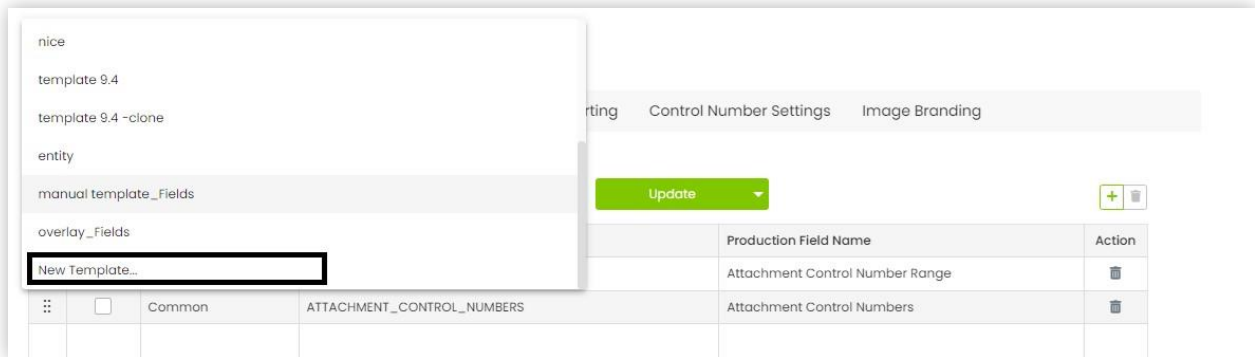 nice
template 9.4
template 9.4 -clone
rting Control Number Settings Image Branding
entity
manual template_Fields
Update
overlay_Fields
Production Field Name Action
New Template...
Attachment Control Number Range
Common ATTACHMENT_CONTROL_NUMBERS Attachment Control Numbers